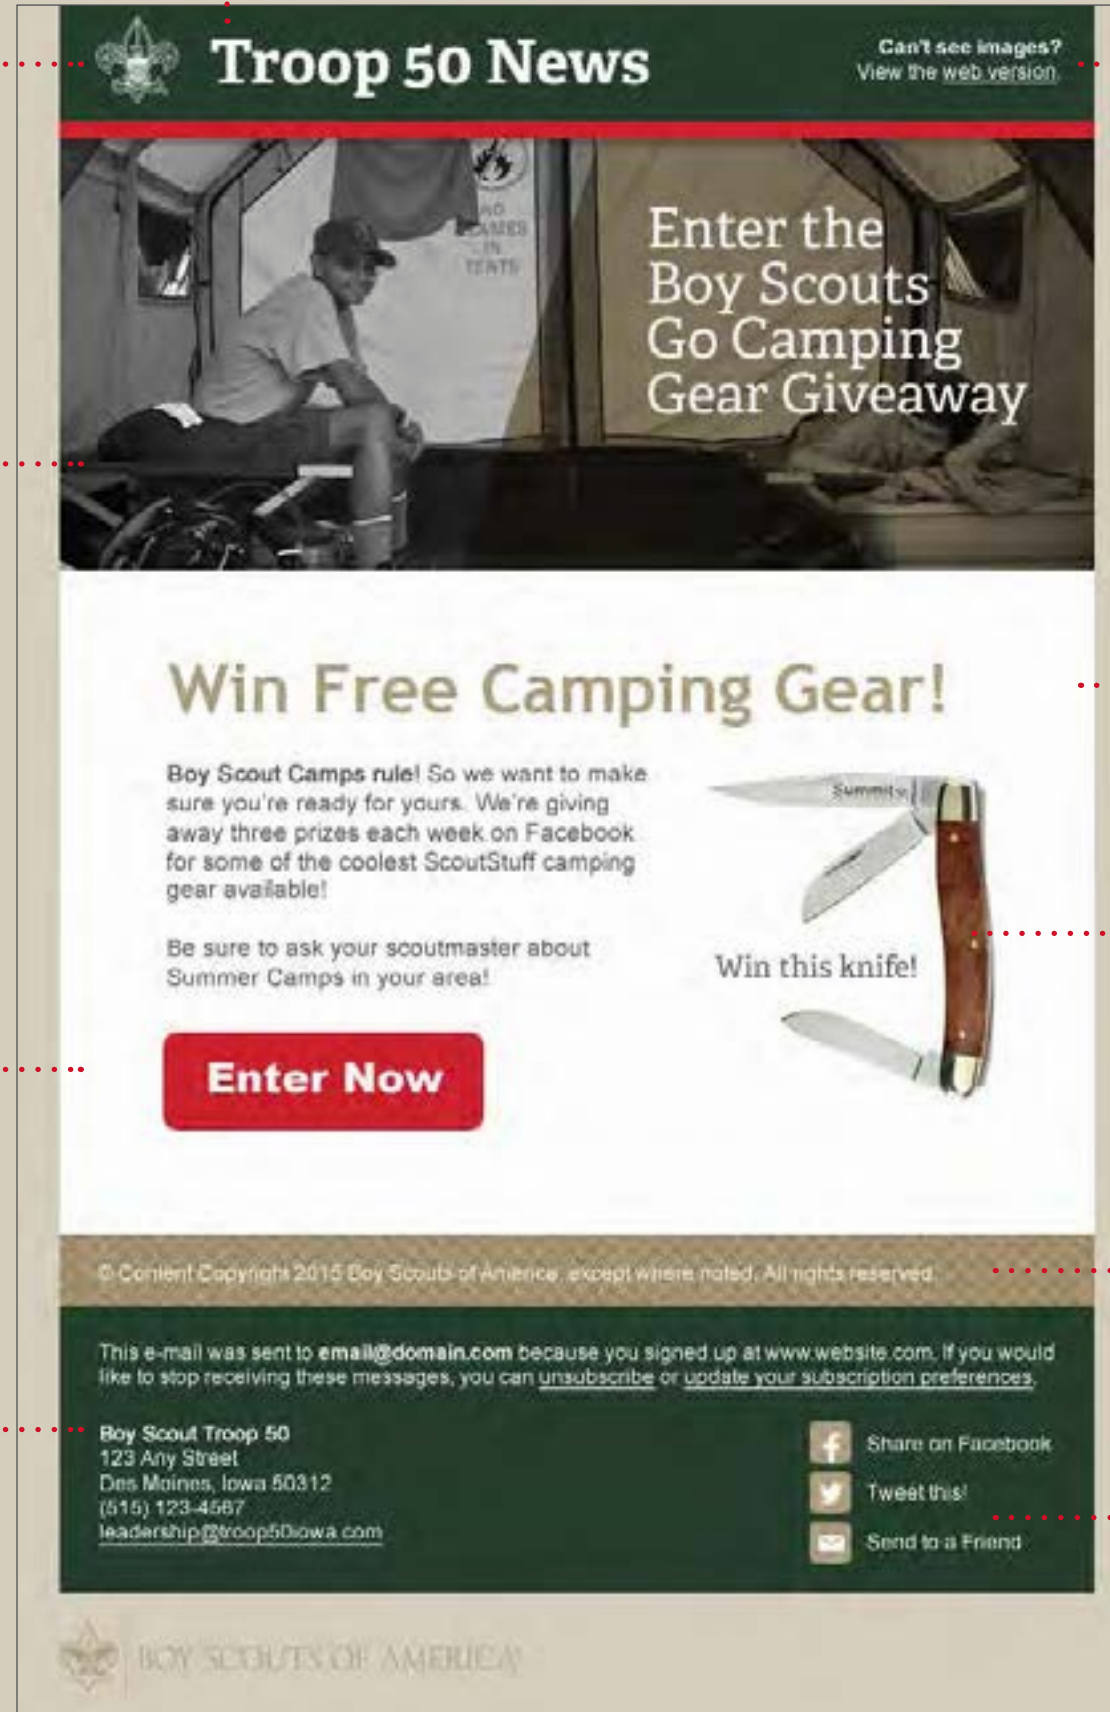 Troop 50 News
Can't see images?
View the web version.
NO
FLAMES
IN
TENTS
Enter the
Boy Scouts
Go Camping
Gear Giveaway
Win Free Camping Gear!
Boy Scout Camps rule! So we want to make
sure you're ready for yours. We're giving
away three prizes each week on Facebook
for some of the coolest ScoutStuff camping
gear available!
Be sure to ask your scoutmaster about
Summer Camps in your area!
Summit
Win this knife!
Enter Now
© Content Copyright 2015 Boy Scouts of America, except where noted. All rights reserved.
This e-mail was sent to email@domain.com because you signed up at www.website.com. If you would
like to stop receiving these messages, you can unsubscribe or update your subscription preferences.
Boy Scout Troop 50
123 Any Street
Des Moines, Iowa 50312
(515) 123-4567
leadership@troop50iowa.com
Share on Facebook
Tweet this!
Send to a Friend
BOY SCOUTS OF AMERICA